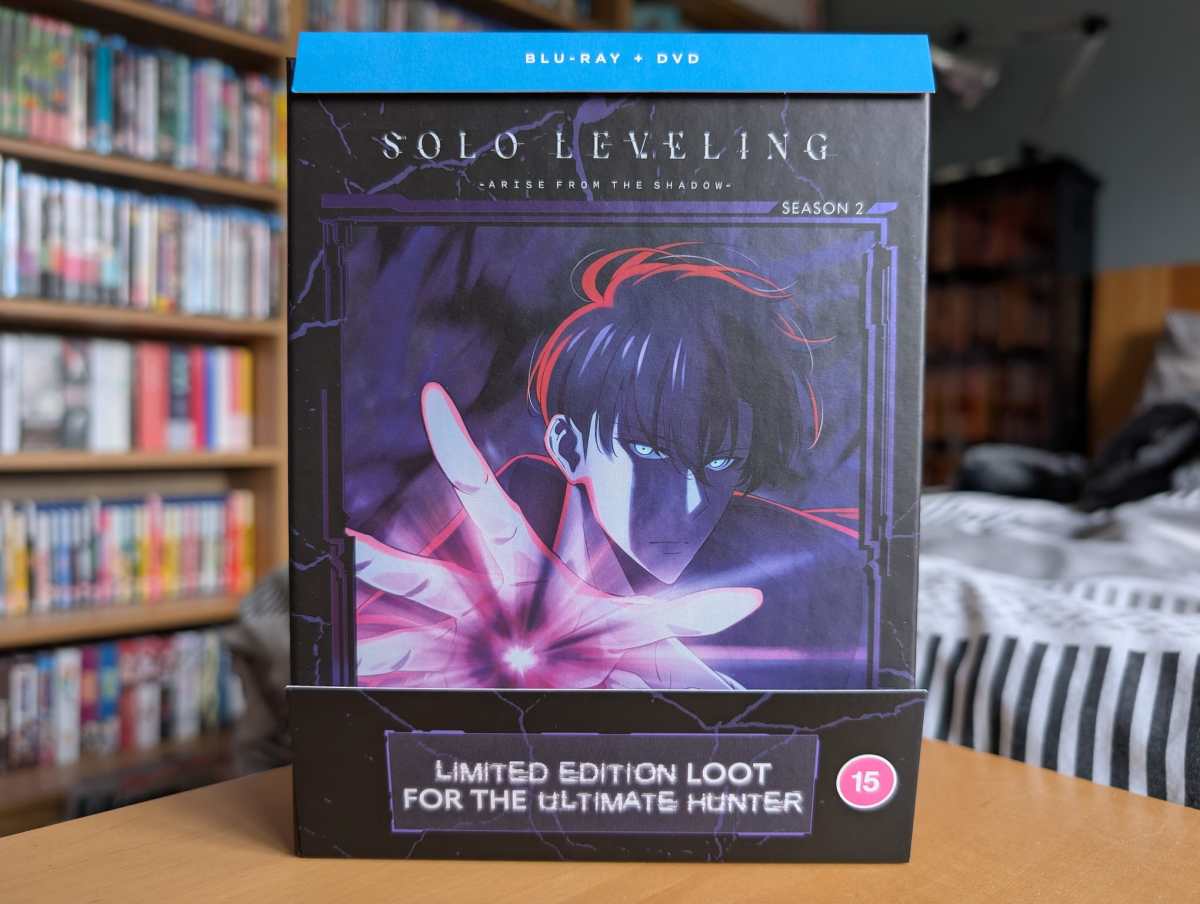 BLU-RAY + DVD
SOLO LEVELING
-ARISE FROM THE SHADOW-
SEASON 2
LIMITED EDITION LOOT
FOR THE ULTIMATE HUNTER
15